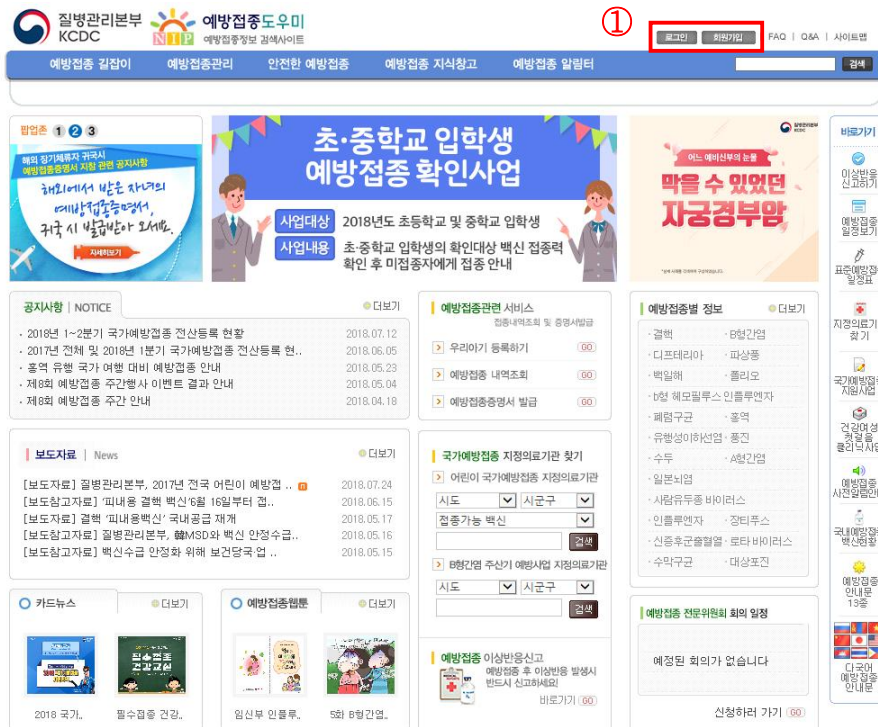 질병관리본부
KCDC
NIP
예방접종도우미
예방접종정보 검색사이트
①
로그인 회원가입 FAQ | Q&A | 사이트맵
예방접종 길잡이 예방접종관리 안전한 예방접종 예방접종 지식창고 예방접종 알림터
검색
팝업존 1 2 3
해외 장기체류자 귀국시
예방접종증명서 지참 관련 공지사항
해외에서 받은 자녀의
예방접종증명서,
귀국 시 발급받아 오세요.
자세히보기
초·중학교 입학생
예방접종 확인사업
사업대상 2018년도 초등학교 및 중학교 입학생
사업내용 초·중학교 입학생의 확인대상 백신 접종력
확인 후 미접종자에게 접종 안내
질병관리본부
KCDC
어느 예비신부의 눈물
막을 수 있었던
자궁경부암
바로가기
이상반응
신고하기
예방접종
일정보기
표준예방접
일정표
지정의료기
찾기
국가예방접
지원사업
건강여성
첫걸음
클리닉사업
예방접종
사전알림안
국내예방접
백신현황
예방접종
안내문
13종
다국어
예방접종
안내문
공지사항 | NOTICE 더보기
· 2018년 1~2분기 국가예방접종 전산등록 현황 2018.07.12
· 2017년 전체 및 2018년 1분기 국가예방접종 전산등록 현.. 2018.06.05
· 홍역 유행 국가 여행 대비 예방접종 안내 2018.05.23
· 제8회 예방접종 주간행사 이벤트 결과 안내 2018.05.04
· 제8회 예방접종 주간 안내 2018.04.18
예방접종관련 서비스
접종내역조회 및 증명서발급
우리아기 등록하기 GO
예방접종 내역조회 GO
예방접종증명서 발급 GO
예방접종별 정보 더보기
· 결핵 · B형간염
· 디프테리아 · 파상풍
· 백일해 · 폴리오
· b형 헤모필루스 인플루엔자
· 폐렴구균 · 홍역
· 유행성이하선염 · 풍진
· 수두 · A형간염
· 일본뇌염
· 사람유두종 바이러스
· 인플루엔자 · 장티푸스
· 신증후군출혈열 · 로타 바이러스
· 수막구균 · 대상포진
보도자료 | News 더보기
[보도자료] 질병관리본부, 2017년 전국 어린이 예방접 .. n 2018.07.24
[보도참고자료] ‘피내용 결핵 백신’6월 16일부터 접.. 2018.06.15
[보도자료] 결핵 ‘피내용백신’ 국내공급 재개 2018.05.17
[보도참고자료] 질병관리본부, 韓MSD와 백신 안정수급.. 2018.05.16
[보도참고자료] 백신수급 안정화 위해 보건당국·업 .. 2018.05.15
국가예방접종 지정의료기관 찾기
어린이 국가예방접종 지정의료기관
시도 시군구
접종가능 백신
검색
B형간염 주산기 예방사업 지정의료기관
시도 시군구
검색
카드뉴스 더보기
2018 국가.. 필수접종 건강..
필수접종
건강교실
예방접종웹툰 더보기
임신부 인플루.. 5화 B형간염..
예방접종 이상반응신고
예방접종 후 이상반응 발생시
반드시 신고하세요!
바로가기 GO
예방접종 전문위원회 회의 일정
예정된 회의가 없습니다
신청하러 가기 GO